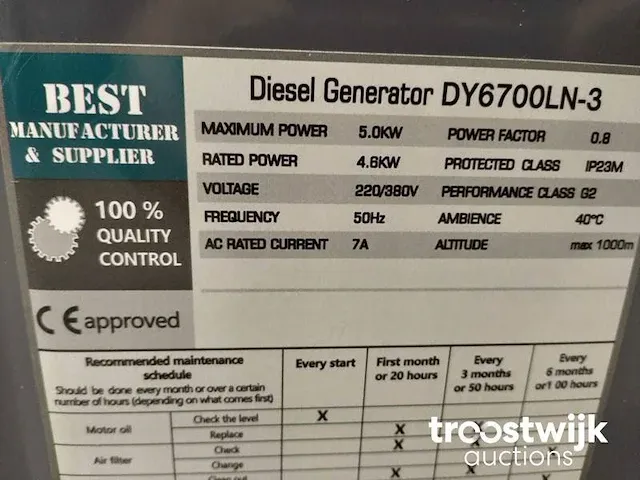 BEST
MANUFACTURER
& SUPPLIER
100 %
QUALITY
CONTROL
CE approved
Diesel Generator DY6700LN-3
MAXIMUM POWER 5.0KW POWER FACTOR 0.8
RATED POWER 4.6KW PROTECTED CLASS IP23M
VOLTAGE 220/380V PERFORMANCE CLASS G2
FREQUENCY 50Hz AMBIENCE 40°C
AC RATED CURRENT 7A ALTITUDE max 1000m
Recommended maintenance
schedule
Should be done every month or over a certain
number of hours (depending on what comes first)
Every start
First month
or 20 hours
Every
3 months
or 50 hours
Every
6 months
or1 00 hours
Motor oil
Check the level X
Replace X X
Air filter
Check X
Change X
Clean out X X
troostwijk
auctions